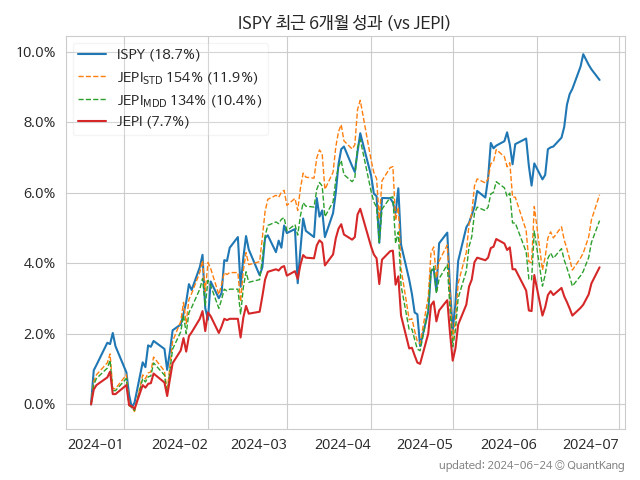 ISPY 최근 6개월 성과 (vs JEPI)
10.0%
8.0%
6.0%
4.0%
2.0%
0.0%
ISPY (18.7%)
JEPI_STD 154% (11.9%)
JEPI_MDD 134% (10.4%)
JEPI (7.7%)
2024-01 2024-02 2024-03 2024-04 2024-05 2024-06 2024-07
updated: 2024-06-24 © QuantKang